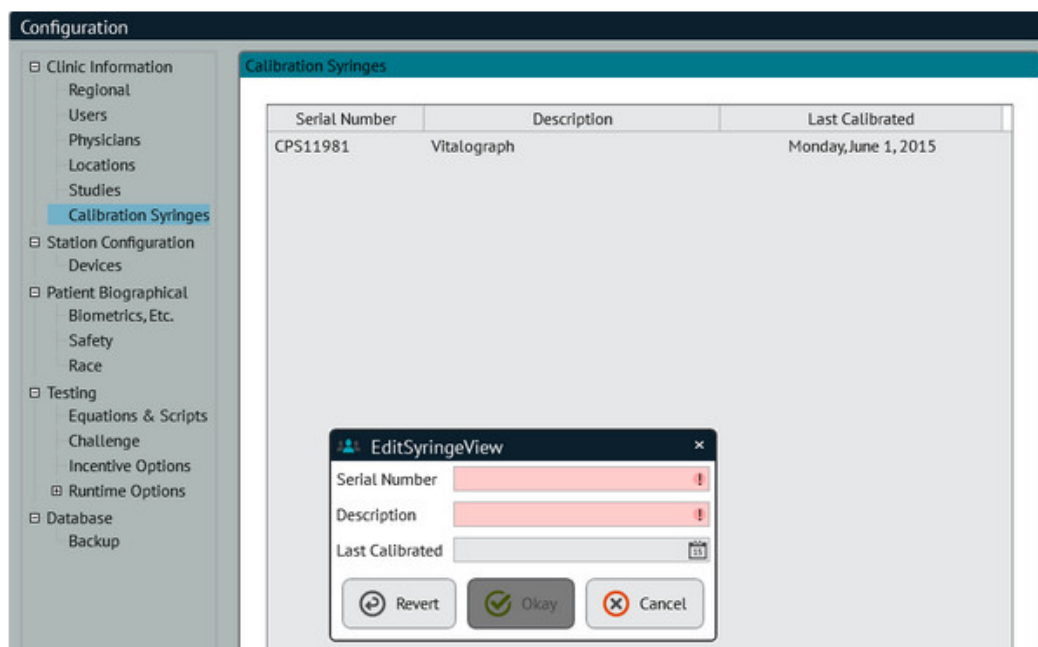 Configuration
Clinic Information
Regional
Users
Physicians
Locations
Studies
Calibration Syringes
Station Configuration
Devices
Patient Biographical
Biometrics, Etc.
Safety
Race
Testing
Equations & Scripts
Challenge
Incentive Options
Runtime Options
Database
Backup
Calibration Syringes
Serial Number Description Last Calibrated
CPS11981 Vitalograph Monday, June 1, 2015
EditSyringeView
Serial Number
Description
Last Calibrated 15
Revert Okay Cancel